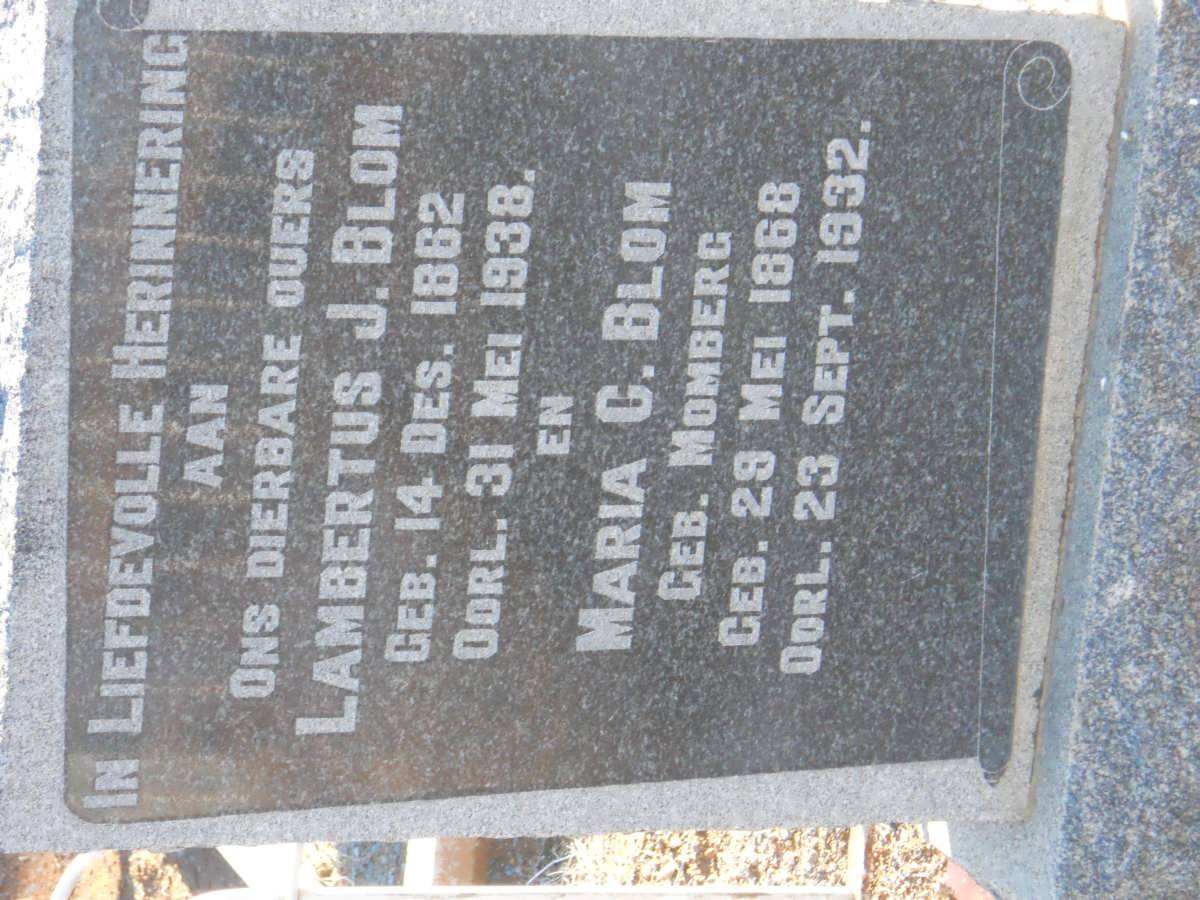 IN LIEFDEVOLLE HERINNERING
AAN
ONS DIERBARE OUERS
LAMBERTUS J. BLOM
GEB. 14 DES. 1882
OORL. 31 MEI 1938.
EN
MARIA C. BLOM
GEB. MOMBERG
GEB. 29 MEI 1868
OORL. 23 SEPT. 1932.